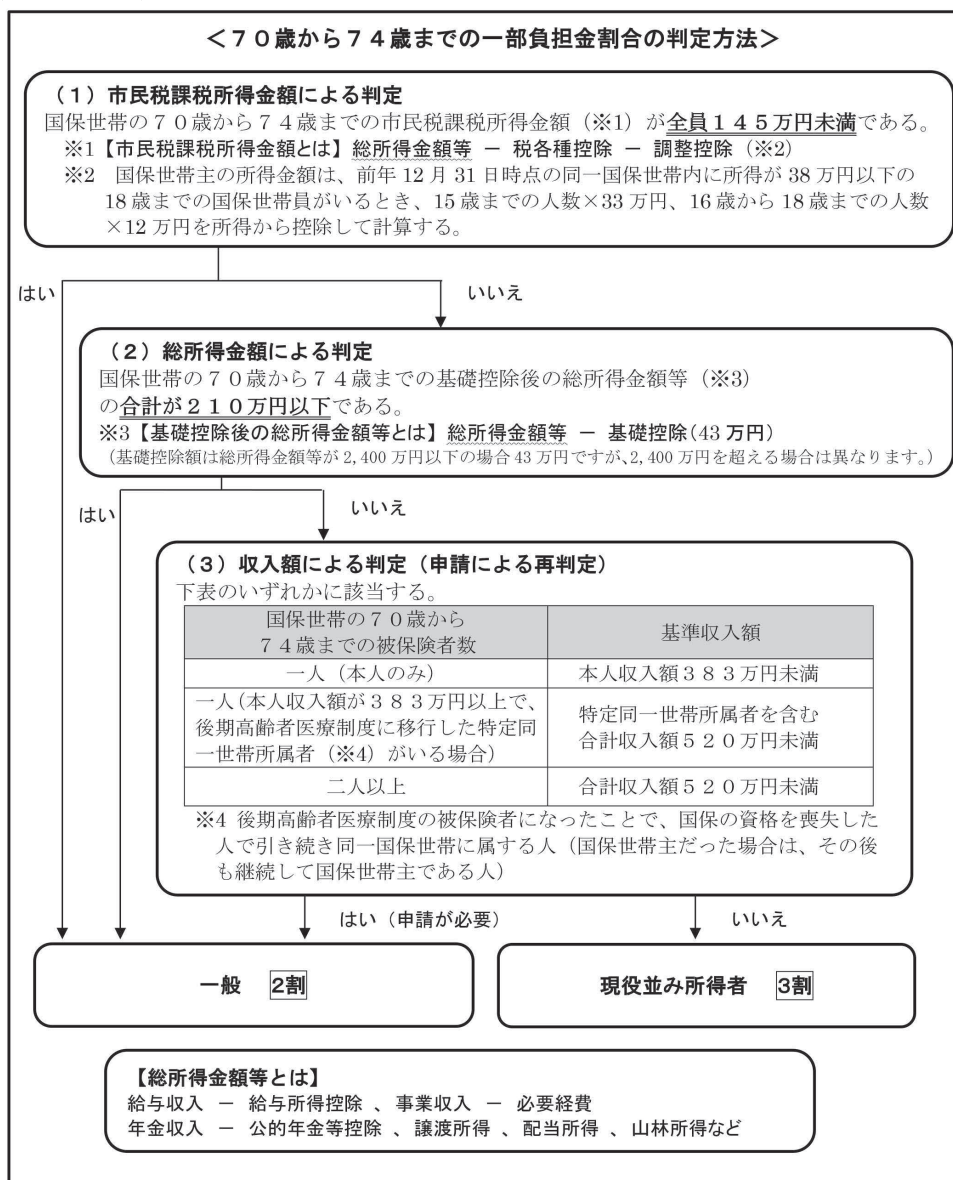 ＜７０歳から７４歳までの一部負担金割合の判定方法＞
（１）市民税課税所得金額による判定
国保世帯の７０歳から７４歳までの市民税課税所得金額（※1）が全員１４５万円未満である。
※1【市民税課税所得金額とは】総所得金額等 － 税各種控除 － 調整控除（※2）
※2　国保世帯主の所得金額は、前年 12 月 31 日時点の同一国保世帯内に所得が 38 万円以下の
18 歳までの国保世帯員がいるとき、15 歳までの人数×33 万円、16 歳から 18 歳までの人数
×12 万円を所得から控除して計算する。
はい
いいえ
（２）総所得金額による判定
国保世帯の７０歳から７４歳までの基礎控除後の総所得金額等（※3）
の合計が２１０万円以下である。
※3【基礎控除後の総所得金額等とは】総所得金額等 － 基礎控除(43 万円)
（基礎控除額は総所得金額等が 2,400 万円以下の場合 43 万円ですが、2,400 万円を超える場合は異なります。）
はい
いいえ
（３）収入額による判定（申請による再判定）
下表のいずれかに該当する。
国保世帯の７０歳から
７４歳までの被保険者数
基準収入額
一人（本人のみ）
本人収入額３８３万円未満
一人（本人収入額が３８３万円以上で、
後期高齢者医療制度に移行した特定同
一世帯所属者（※4）がいる場合）
特定同一世帯所属者を含む
合計収入額５２０万円未満
二人以上
合計収入額５２０万円未満
※4 後期高齢者医療制度の被保険者になったことで、国保の資格を喪失した
人で引き続き同一国保世帯に属する人（国保世帯主だった場合は、その後
も継続して国保世帯主である人）
はい（申請が必要）
いいえ
一般　2割
現役並み所得者　3割
【総所得金額等とは】
給与収入 － 給与所得控除 、事業収入 － 必要経費
年金収入 － 公的年金等控除 、譲渡所得 、配当所得 、山林所得など